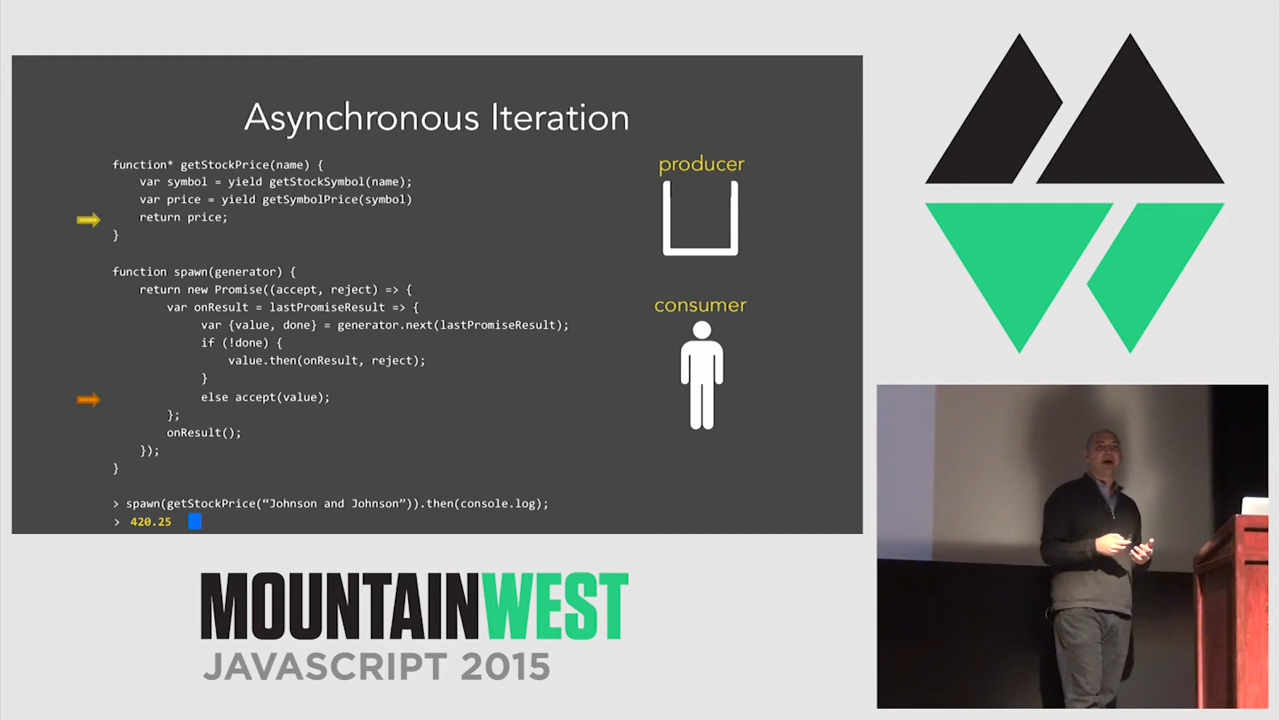 Asynchronous Iteration
function* getStockPrice(name) {
var symbol = yield getStockSymbol(name);
var price = yield getSymbolPrice(symbol)
return price;
}
function spawn(generator) {
return new Promise((accept, reject) => {
var onResult = lastPromiseResult => {
var {value, done} = generator.next(lastPromiseResult);
if (!done) {
value.then(onResult, reject);
}
else accept(value);
};
onResult();
});
}
> spawn(getStockPrice(“Johnson and Johnson”)).then(console.log);
> 420.25
producer
consumer
MOUNTAINWEST
JAVASCRIPT 2015